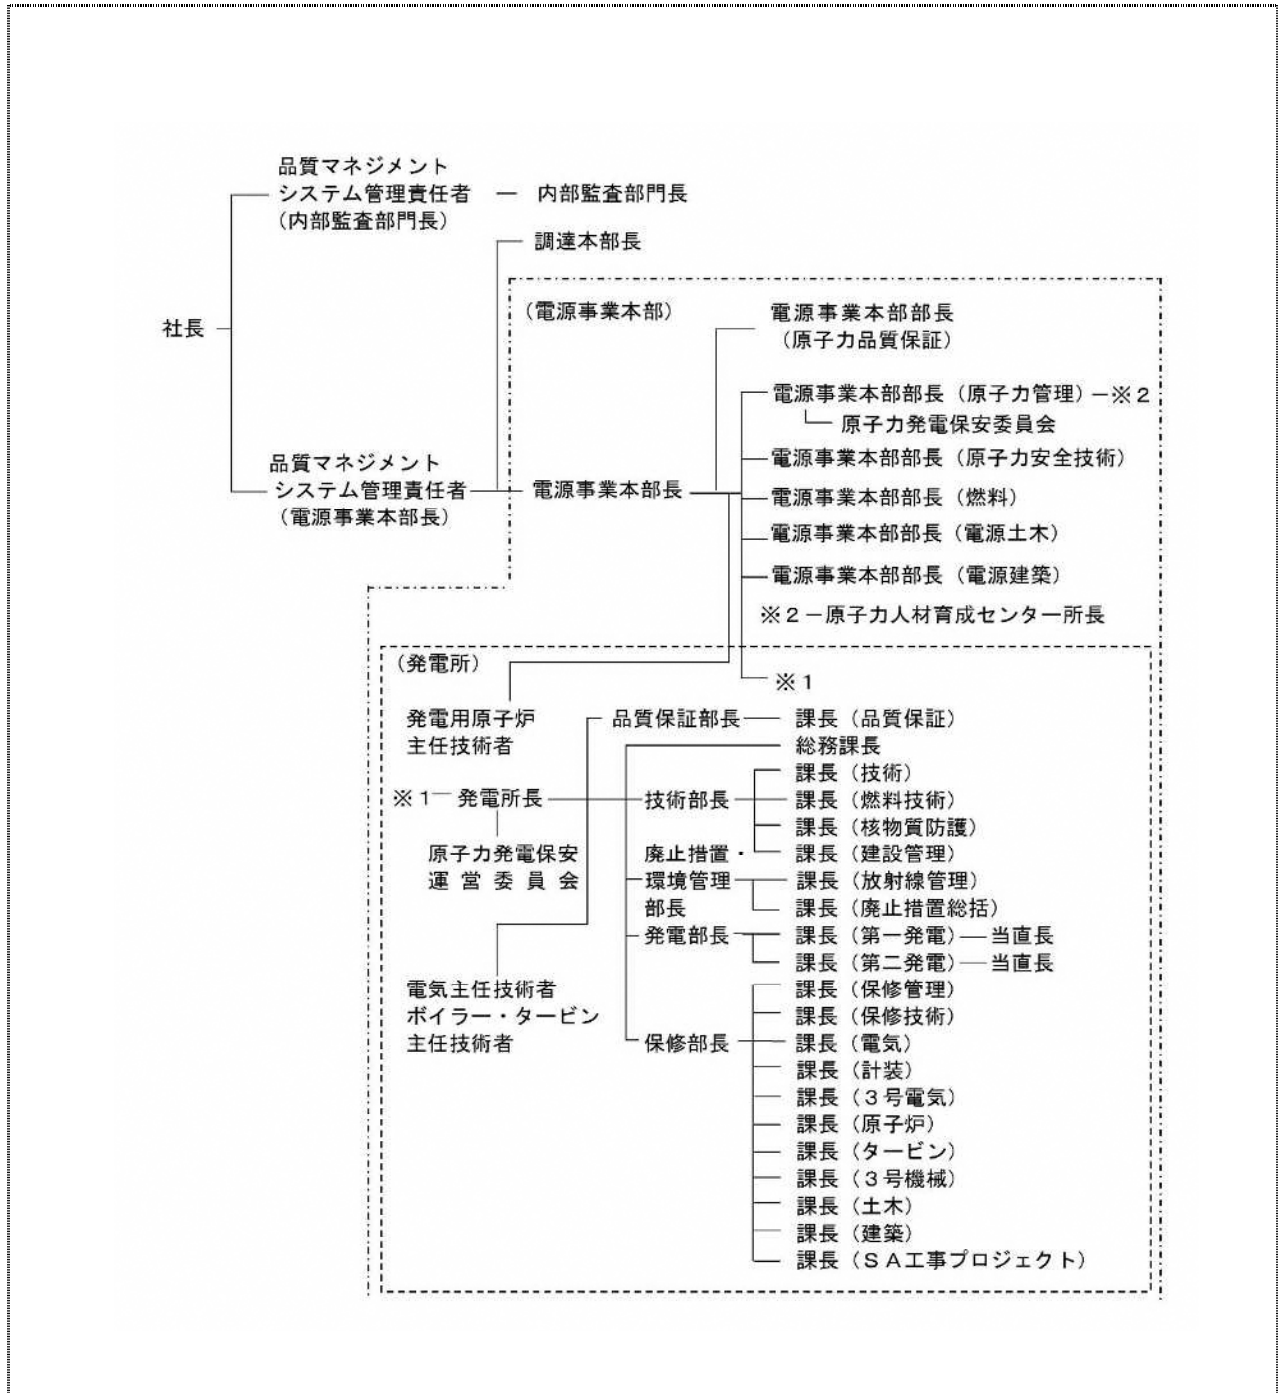 品質マネジメント
システム管理責任者 － 内部監査部門長
（内部監査部門長）
調達本部長
（電源事業本部）
電源事業本部部長
（原子力品質保証）
社長
電源事業本部部長（原子力管理）－※２
原子力発電保安委員会
電源事業本部部長（原子力安全技術）
品質マネジメント
システム管理責任者
（電源事業本部長）
電源事業本部長
電源事業本部部長（燃料）
電源事業本部部長（電源土木）
電源事業本部部長（電源建築）
※２－原子力人材育成センター所長
（発電所）
※１
発電用原子炉
主任技術者
品質保証部長
課長（品質保証）
総務課長
課長（技術）
※１－発電所長
技術部長
課長（燃料技術）
課長（核物質防護）
課長（建設管理）
原子力発電保安
運営委員会
廃止措置・
環境管理
部長
課長（放射線管理）
課長（廃止措置総括）
発電部長
課長（第一発電）―当直長
課長（第二発電）―当直長
電気主任技術者
ボイラー・タービン
主任技術者
保修部長
課長（保修管理）
課長（保修技術）
課長（電気）
課長（計装）
課長（３号電気）
課長（原子炉）
課長（タービン）
課長（３号機械）
課長（土木）
課長（建築）
課長（ＳＡ工事プロジェクト）